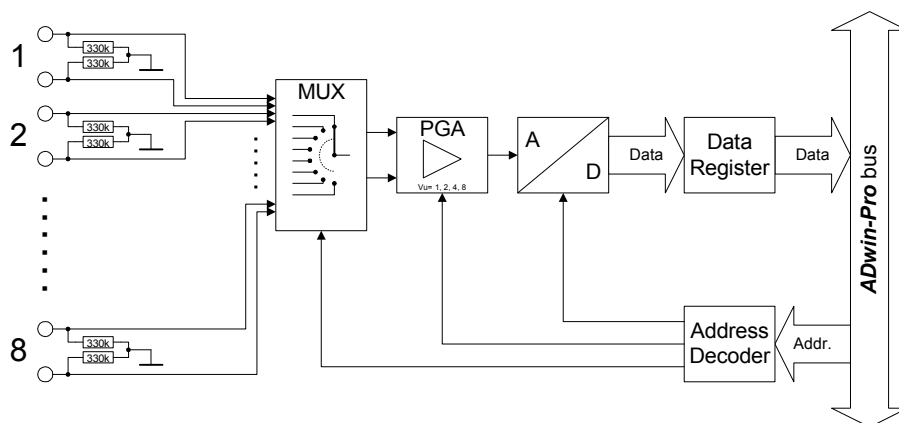 1
330k
330k
2
330k
330k
8
330k
330k
MUX
PGA
Vu= 1, 2, 4, 8
A
D
Data
Data
Register
Data
Address
Decoder
Addr.
ADwin-Pro bus